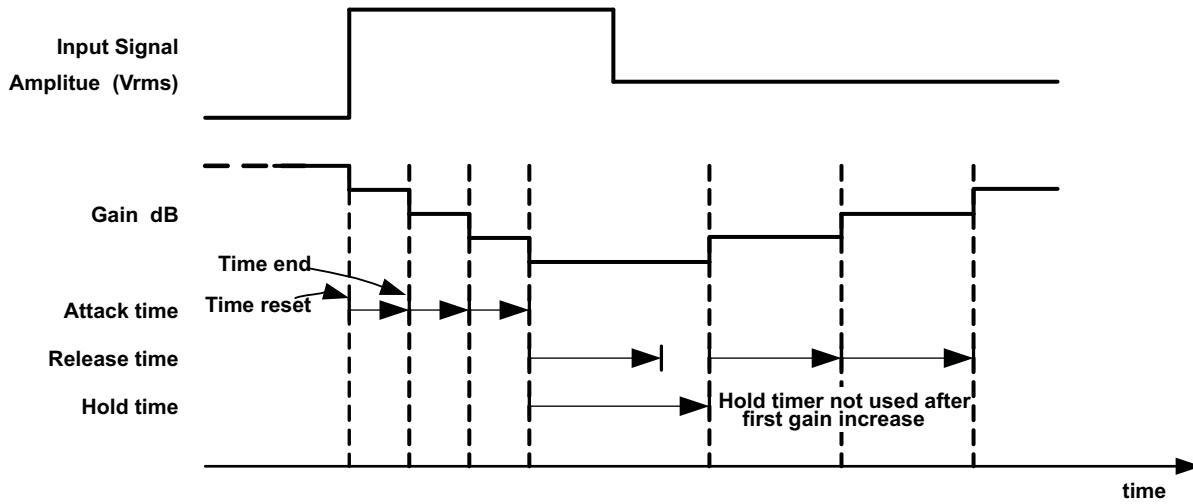 Input Signal
Amplitue (Vrms)
Gain dB
Time end
Time reset
Attack time
Release time
Hold time
Hold timer not used after
first gain increase
time